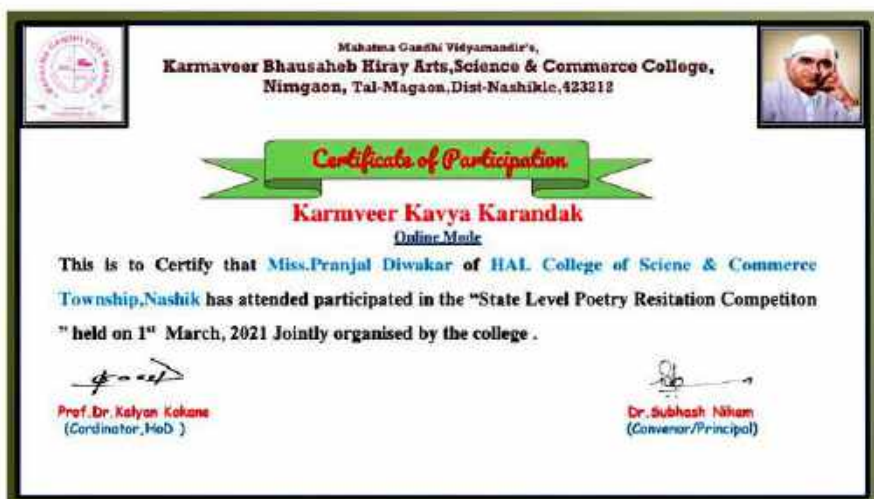 Mahatma Gandhi Vidyamandir's,
Karmaveer Bhausaheb Hiray Arts,Science & Commerce College,
Nimgaon, Tal-Magaon,Dist-Nashikle,423212
Certificate of Participation
Karmveer Kavya Karandak
Online Mode
This is to Certify that Miss.Pranjal Diwakar of HAL College of Sciene & Commerce
Township,Nashik has attended participated in the “State Level Poetry Resitation Competiton
” held on 1st March, 2021 Jointly organised by the college .
Prof.Dr.Kalyan Kokane
(Cordinator,HoD )
Dr.Subhash Nikam
(Convenor/Principal)